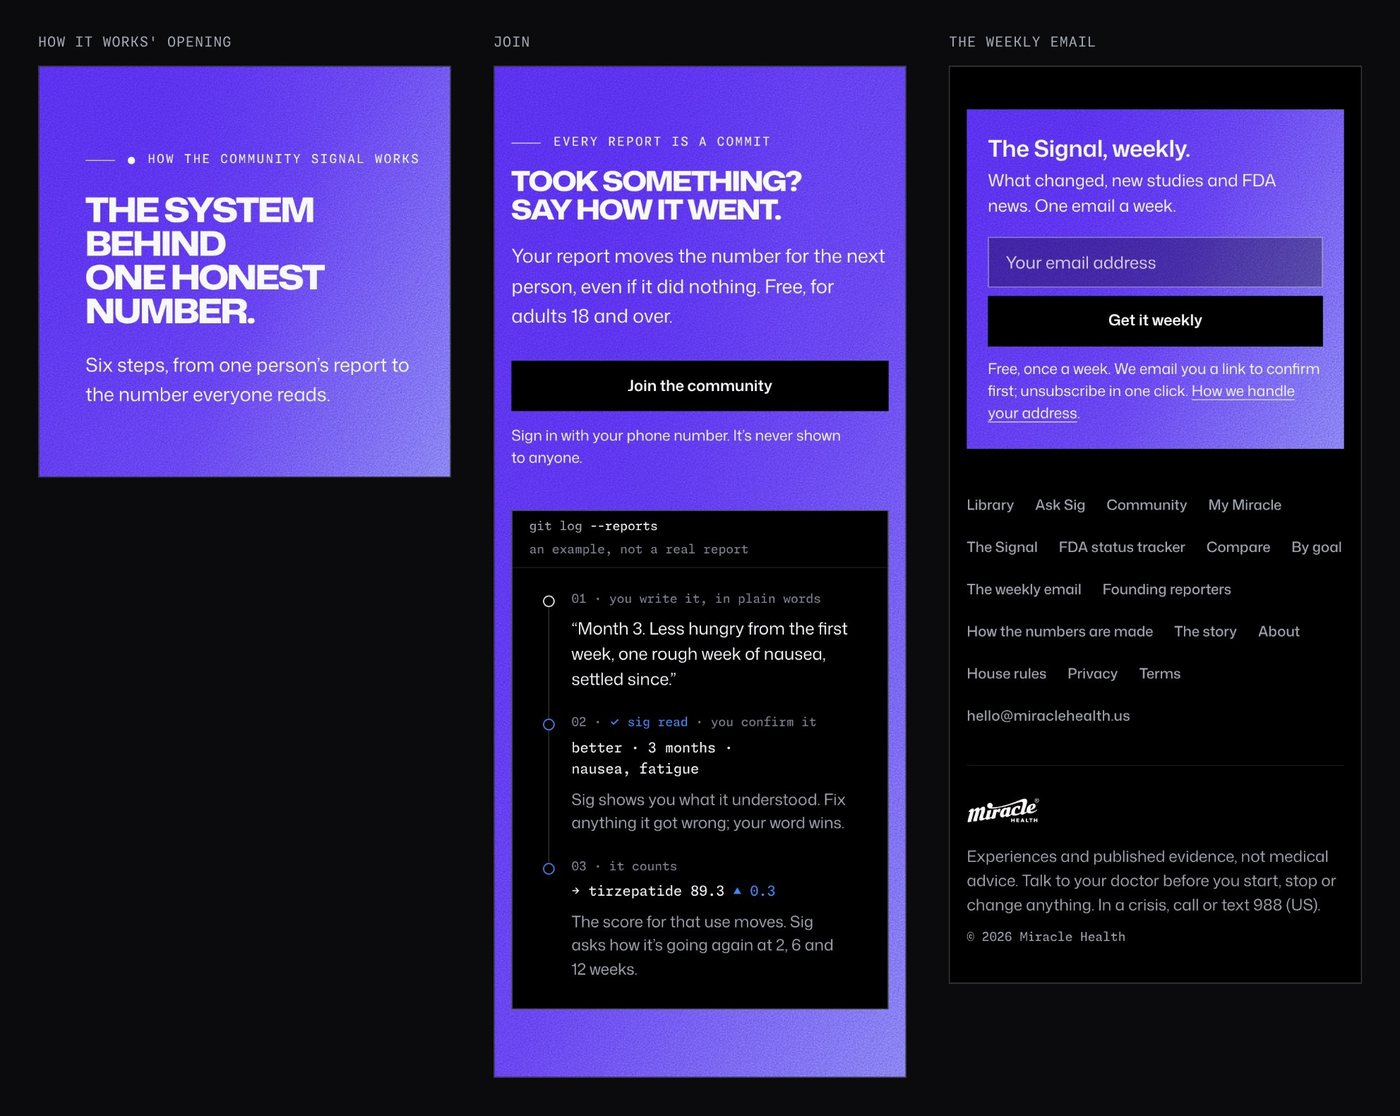 HOW IT WORKS' OPENING
HOW THE COMMUNITY SIGNAL WORKS
THE SYSTEM
BEHIND
ONE HONEST
NUMBER.
Six steps, from one person’s report to
the number everyone reads.
JOIN
EVERY REPORT IS A COMMIT
TOOK SOMETHING?
SAY HOW IT WENT.
Your report moves the number for the next
person, even if it did nothing. Free, for
adults 18 and over.
Join the community
Sign in with your phone number. It’s never shown
to anyone.
git log --reports
an example, not a real report
01 · you write it, in plain words
“Month 3. Less hungry from the first
week, one rough week of nausea,
settled since.”
02 · ✓ sig read · you confirm it
better · 3 months ·
nausea, fatigue
Sig shows you what it understood. Fix
anything it got wrong; your word wins.
03 · it counts
→ tirzepatide 89.3 ▲ 0.3
The score for that use moves. Sig
asks how it’s going again at 2, 6 and
12 weeks.
THE WEEKLY EMAIL
The Signal, weekly.
What changed, new studies and FDA
news. One email a week.
Your email address
Get it weekly
Free, once a week. We email you a link to confirm
first; unsubscribe in one click. How we handle
your address.
Library Ask Sig Community My Miracle
The Signal FDA status tracker Compare By goal
The weekly email Founding reporters
How the numbers are made The story About
House rules Privacy Terms
hello@miraclehealth.us
miracle®
HEALTH
Experiences and published evidence, not medical
advice. Talk to your doctor before you start, stop or
change anything. In a crisis, call or text 988 (US).
© 2026 Miracle Health